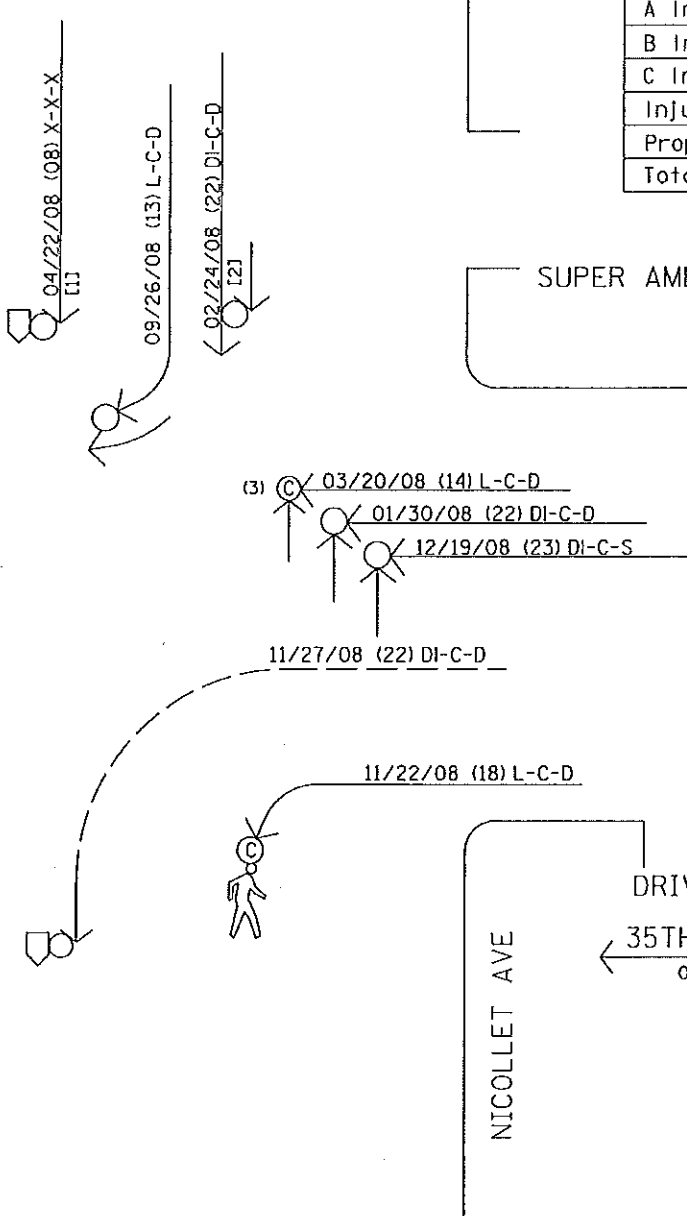 A In
B In
C In
Inju
Prop
Tota
04/22/08 (08) X-X-X
[1]
09/26/08 (13) L-C-D
02/24/08 (22) DI-C-D
[2]
SUPER AME
(3) C 03/20/08 (14) L-C-D
01/30/08 (22) DI-C-D
12/19/08 (23) DI-C-S
11/27/08 (22) DI-C-D
11/22/08 (18) L-C-D
C
DRIV
35TH
o
NICOLLET AVE